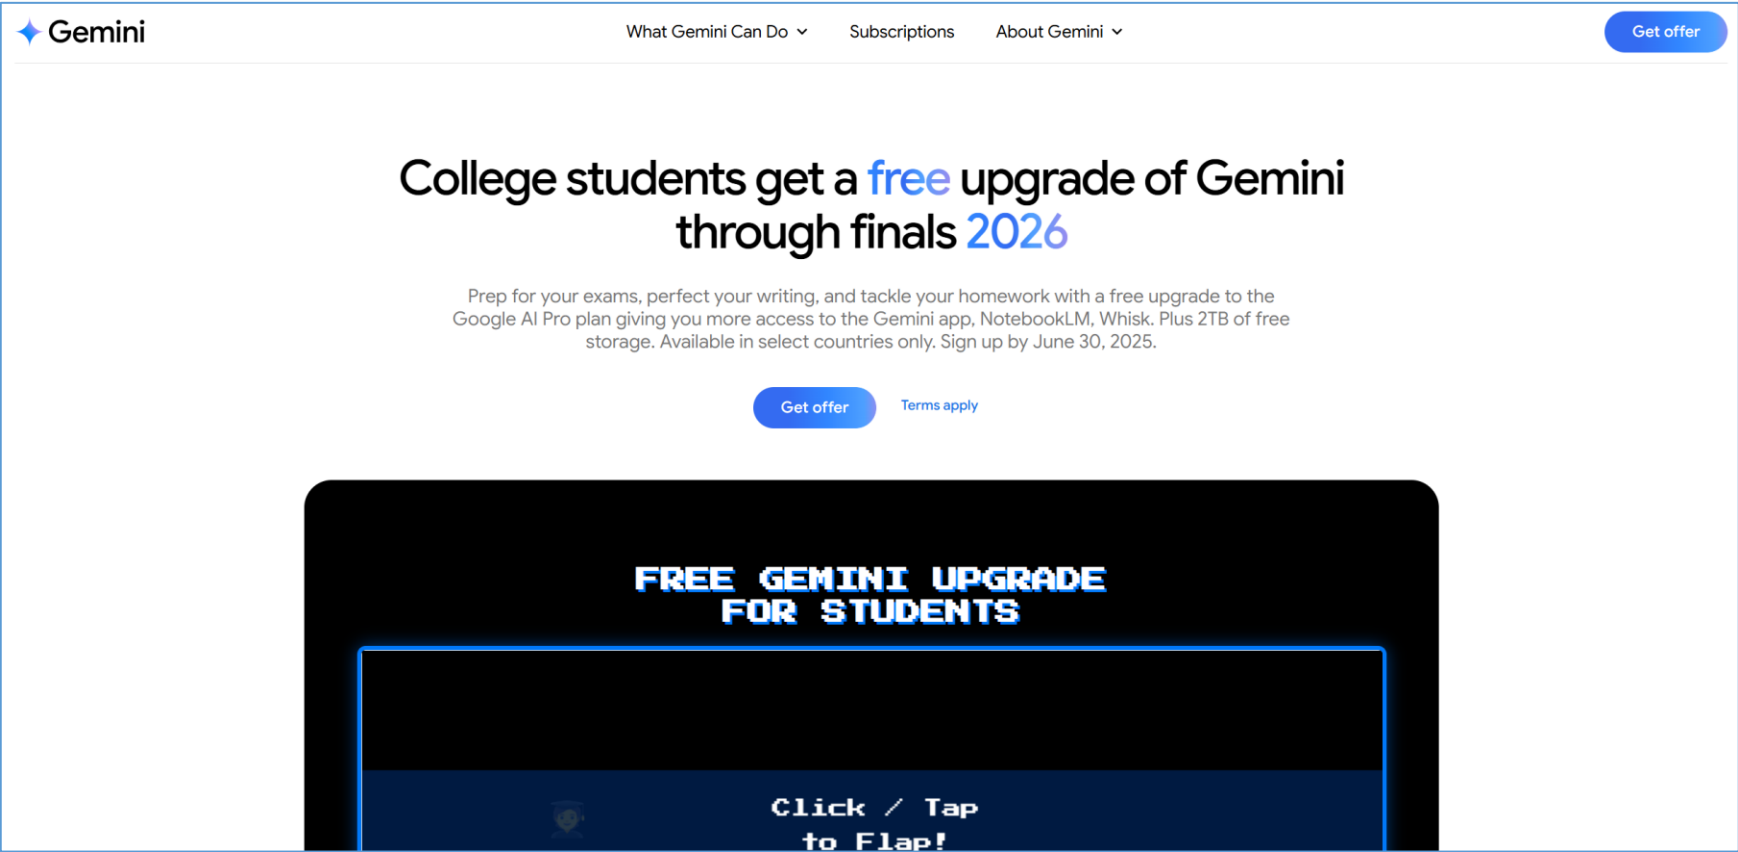 Gemini
What Gemini Can Do
Subscriptions
About Gemini
Get offer
College students get a free upgrade of Gemini
through finals 2026
Prep for your exams, perfect your writing, and tackle your homework with a free upgrade to the
Google AI Pro plan giving you more access to the Gemini app, NotebookLM, Whisk. Plus 2TB of free
storage. Available in select countries only. Sign up by June 30, 2025.
Get offer
Terms apply
FREE GEMINI UPGRADE
FOR STUDENTS
Click / Tap
to Flap!